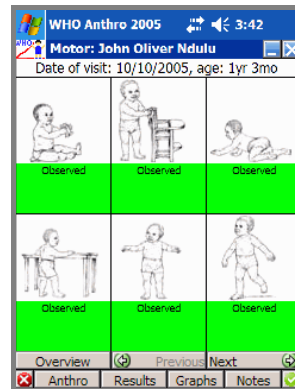 WHO Anthro 2005 3:42
WHO Motor: John Oliver Ndulu
Date of visit: 10/10/2005, age: 1yr 3mo
Observed Observed Observed
Observed Observed Observed
Overview Previous Next
Anthro Results Graphs Notes